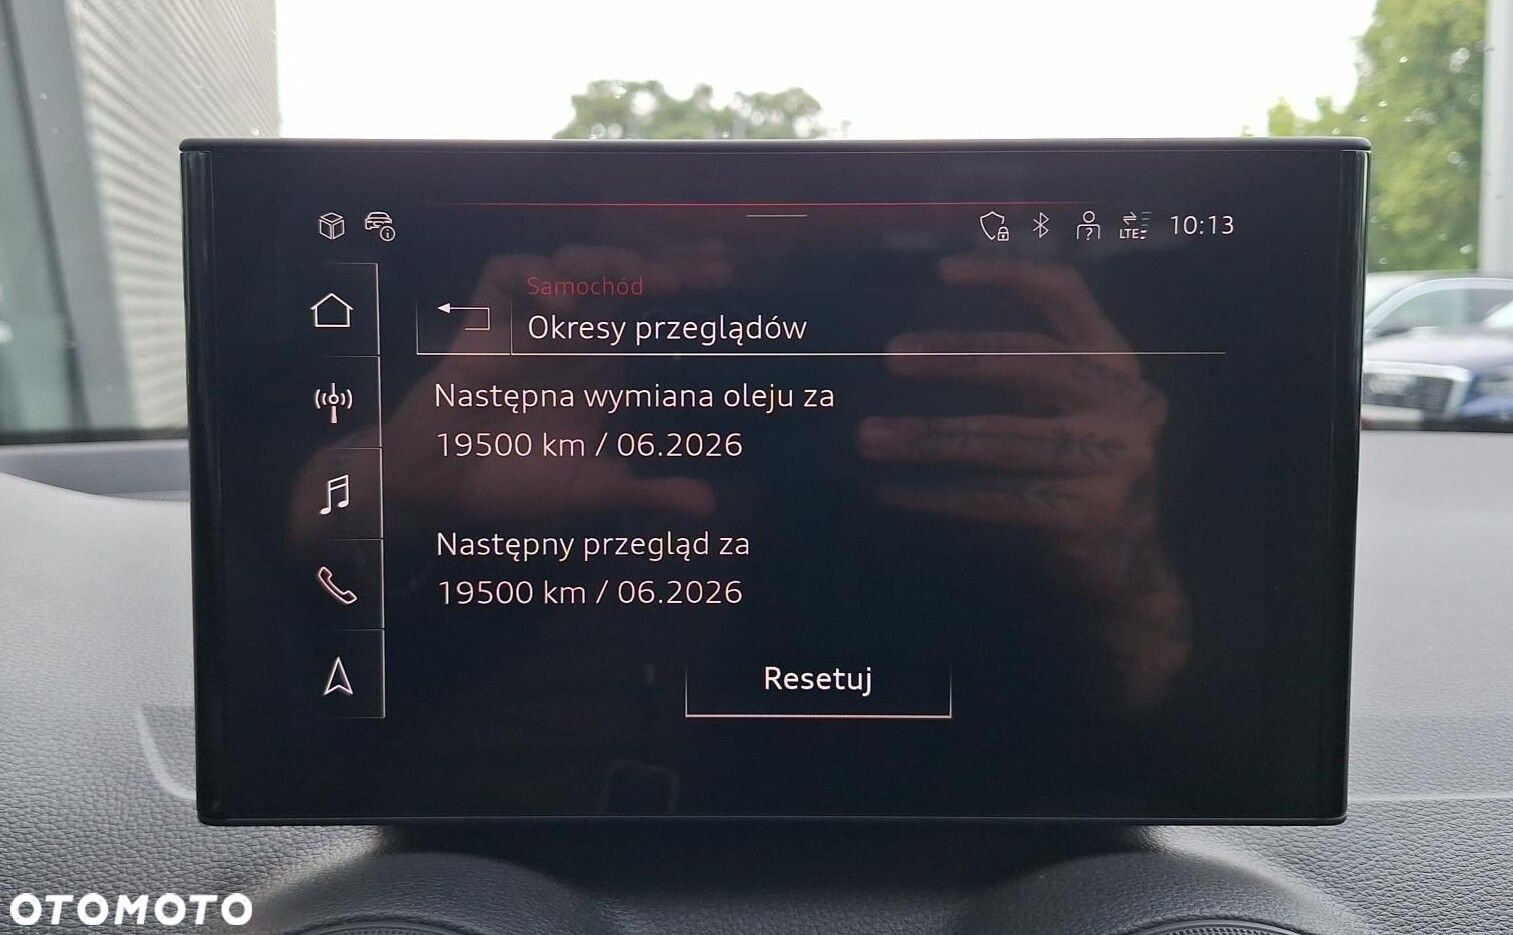 LTE 10:13
Samochód
Okresy przeglądów
Następna wymiana oleju za
19500 km / 06.2026
Następny przegląd za
19500 km / 06.2026
Resetuj
OTOMOTO